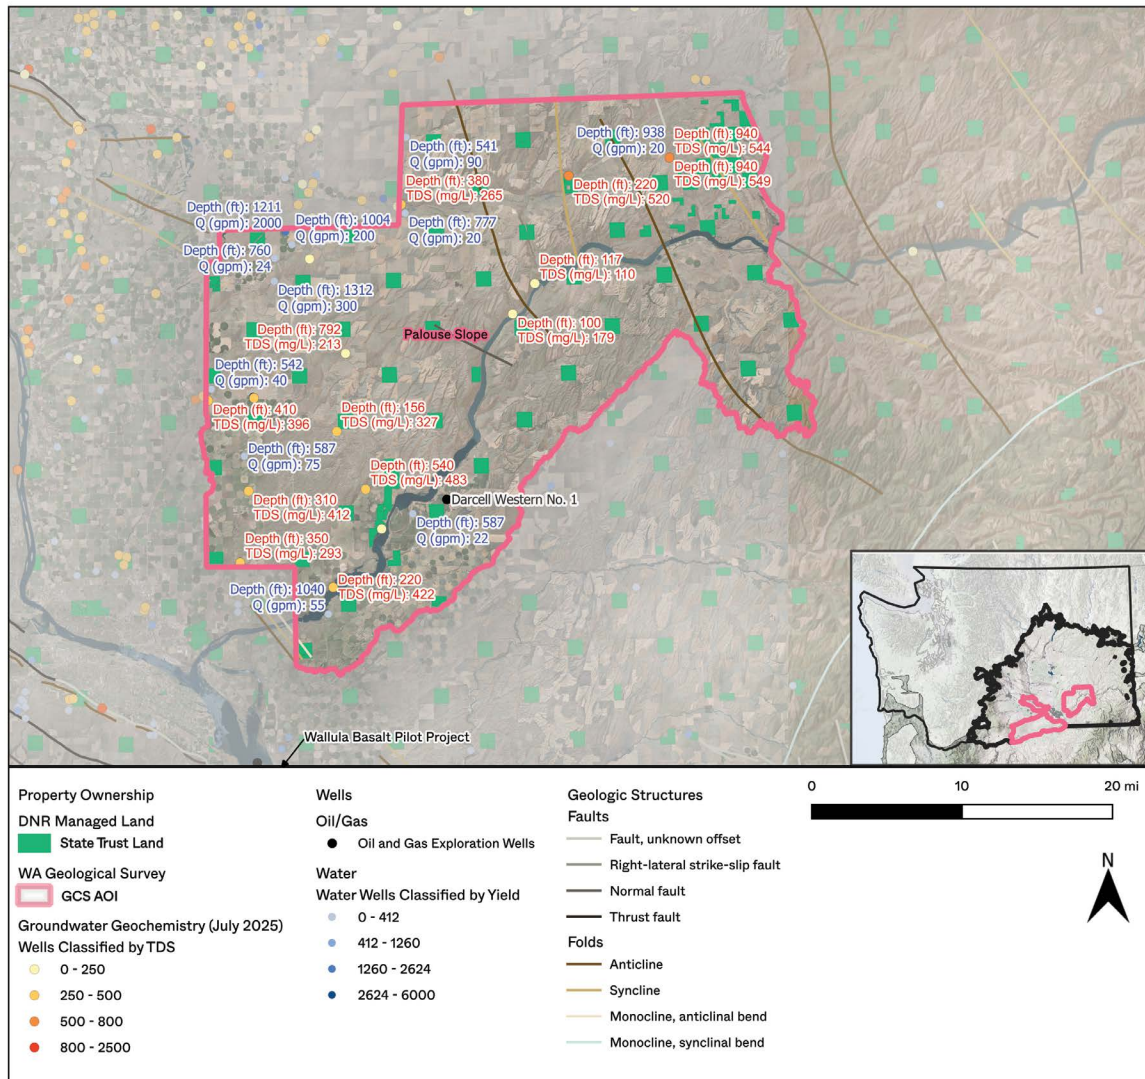 Depth (ft): 938
Q (gpm): 20
Depth (ft): 940
TDS (mg/L): 544
Depth (ft): 541
Q (gpm): 90
Depth (ft): 940
TDS (mg/L): 549
Depth (ft): 380
TDS (mg/L): 265
Depth (ft): 220
TDS (mg/L): 520
Depth (ft): 1211
Q (gpm): 2000
Depth (ft): 1004
Q (gpm): 200
Depth (ft): 777
Q (gpm): 20
Depth (ft): 760
Q (gpm): 24
Depth (ft): 117
TDS (mg/L): 110
Depth (ft): 1312
Q (gpm): 300
Depth (ft): 792
TDS (mg/L): 213
Palouse Slope
Depth (ft): 100
TDS (mg/L): 179
Depth (ft): 542
Q (gpm): 40
Depth (ft): 410
TDS (mg/L): 396
Depth (ft): 156
TDS (mg/L): 327
Depth (ft): 587
Q (gpm): 75
Depth (ft): 540
TDS (mg/L): 483
Depth (ft): 310
TDS (mg/L): 412
Darcell Western No. 1
Depth (ft): 587
Q (gpm): 22
Depth (ft): 350
TDS (mg/L): 293
Depth (ft): 1040
Q (gpm): 55
Depth (ft): 220
TDS (mg/L): 422
Wallula Basalt Pilot Project
Property Ownership
DNR Managed Land
State Trust Land
WA Geological Survey
GCS AOI
Groundwater Geochemistry (July 2025)
Wells Classified by TDS
0 - 250
250 - 500
500 - 800
800 - 2500
Wells
Oil/Gas
Oil and Gas Exploration Wells
Water
Water Wells Classified by Yield
0 - 412
412 - 1260
1260 - 2624
2624 - 6000
Geologic Structures
Faults
Fault, unknown offset
Right-lateral strike-slip fault
Normal fault
Thrust fault
Folds
Anticline
Syncline
Monocline, anticlinal bend
Monocline, synclinal bend
0 10 20 mi
N